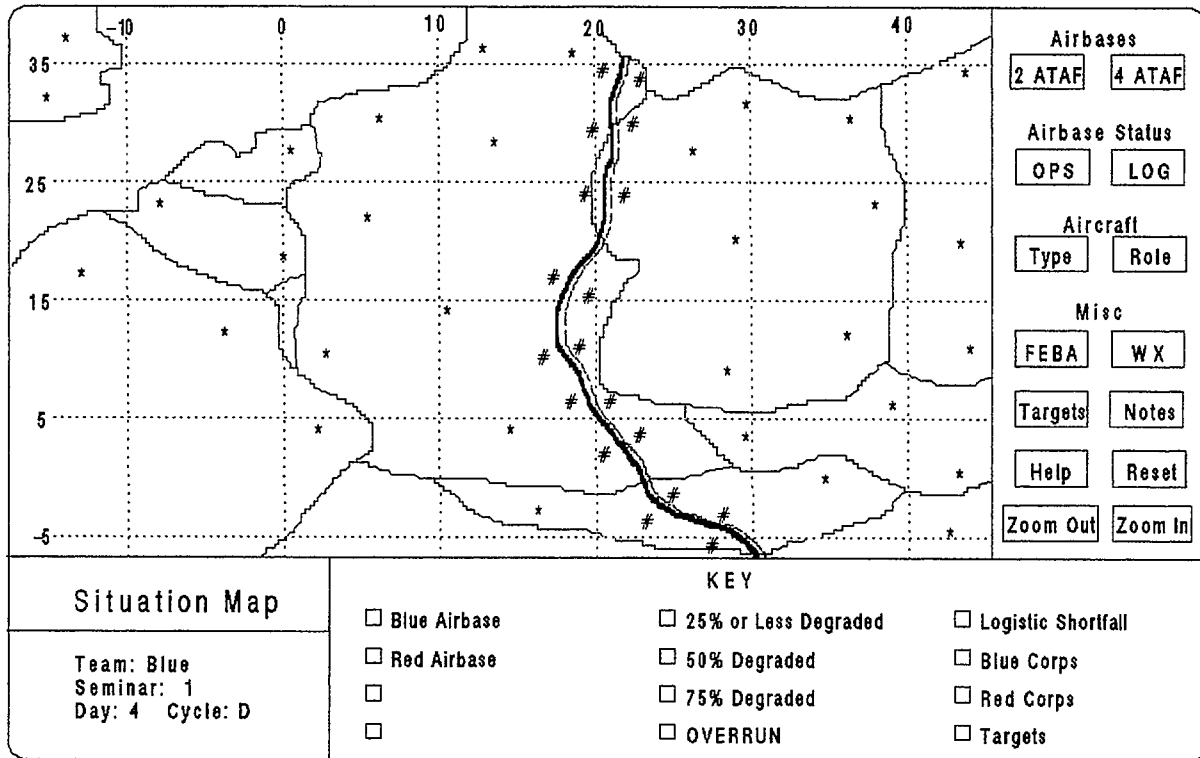 -10 0 10 20 30 40
35
25
15
5
-5
Airbases
2 ATAF 4 ATAF
Airbase Status
OPS LOG
Aircraft
Type Role
Misc
FEBA WX
Targets Notes
Help Reset
Zoom Out Zoom In
Situation Map
Team: Blue
Seminar: 1
Day: 4 Cycle: D
KEY
Blue Airbase
Red Airbase
25% or Less Degraded
50% Degraded
75% Degraded
OVERRUN
Logistic Shortfall
Blue Corps
Red Corps
Targets